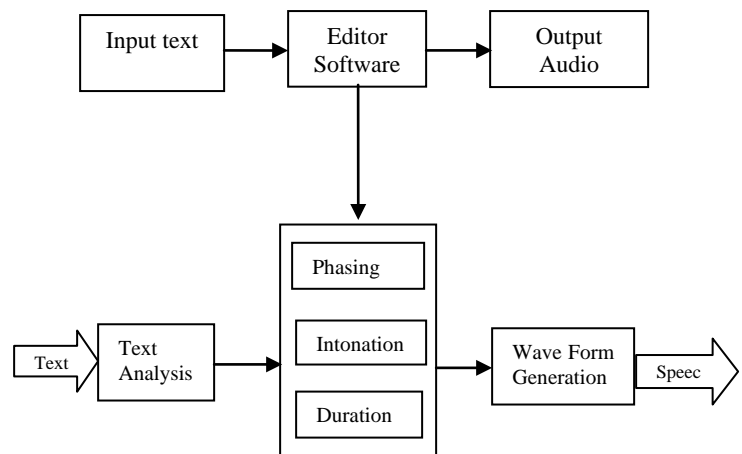 Input text
Editor
Software
Output
Audio
Phasing
Text
Text
Analysis
Intonation
Wave Form
Generation
Speec
Duration